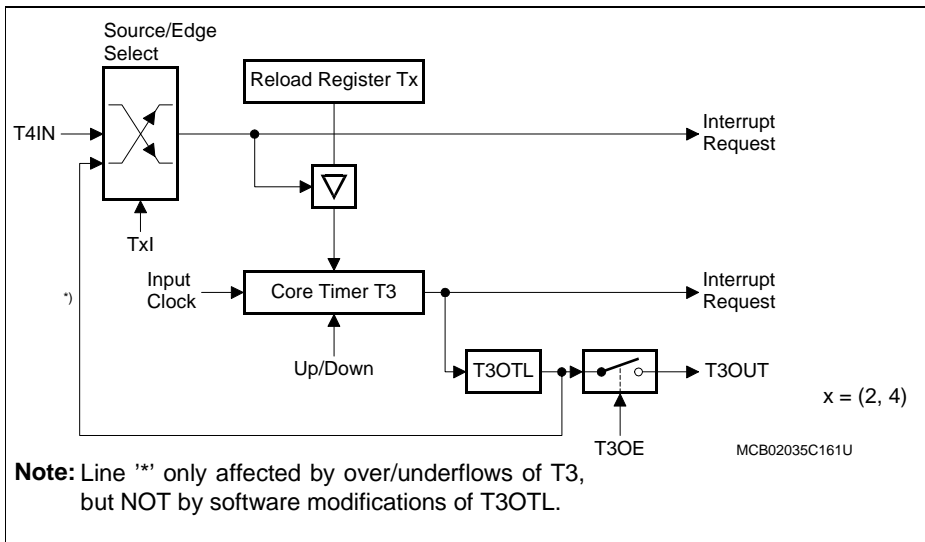 Source/Edge
Select
Reload Register Tx
T4IN
Interrupt
Request
TxI
Input
Clock
*)
Core Timer T3
Interrupt
Request
Up/Down
T3OTL
T3OUT
x = (2, 4)
T3OE
MCB02035C161U
Note: Line '*' only affected by over/underflows of T3,
but NOT by software modifications of T3OTL.